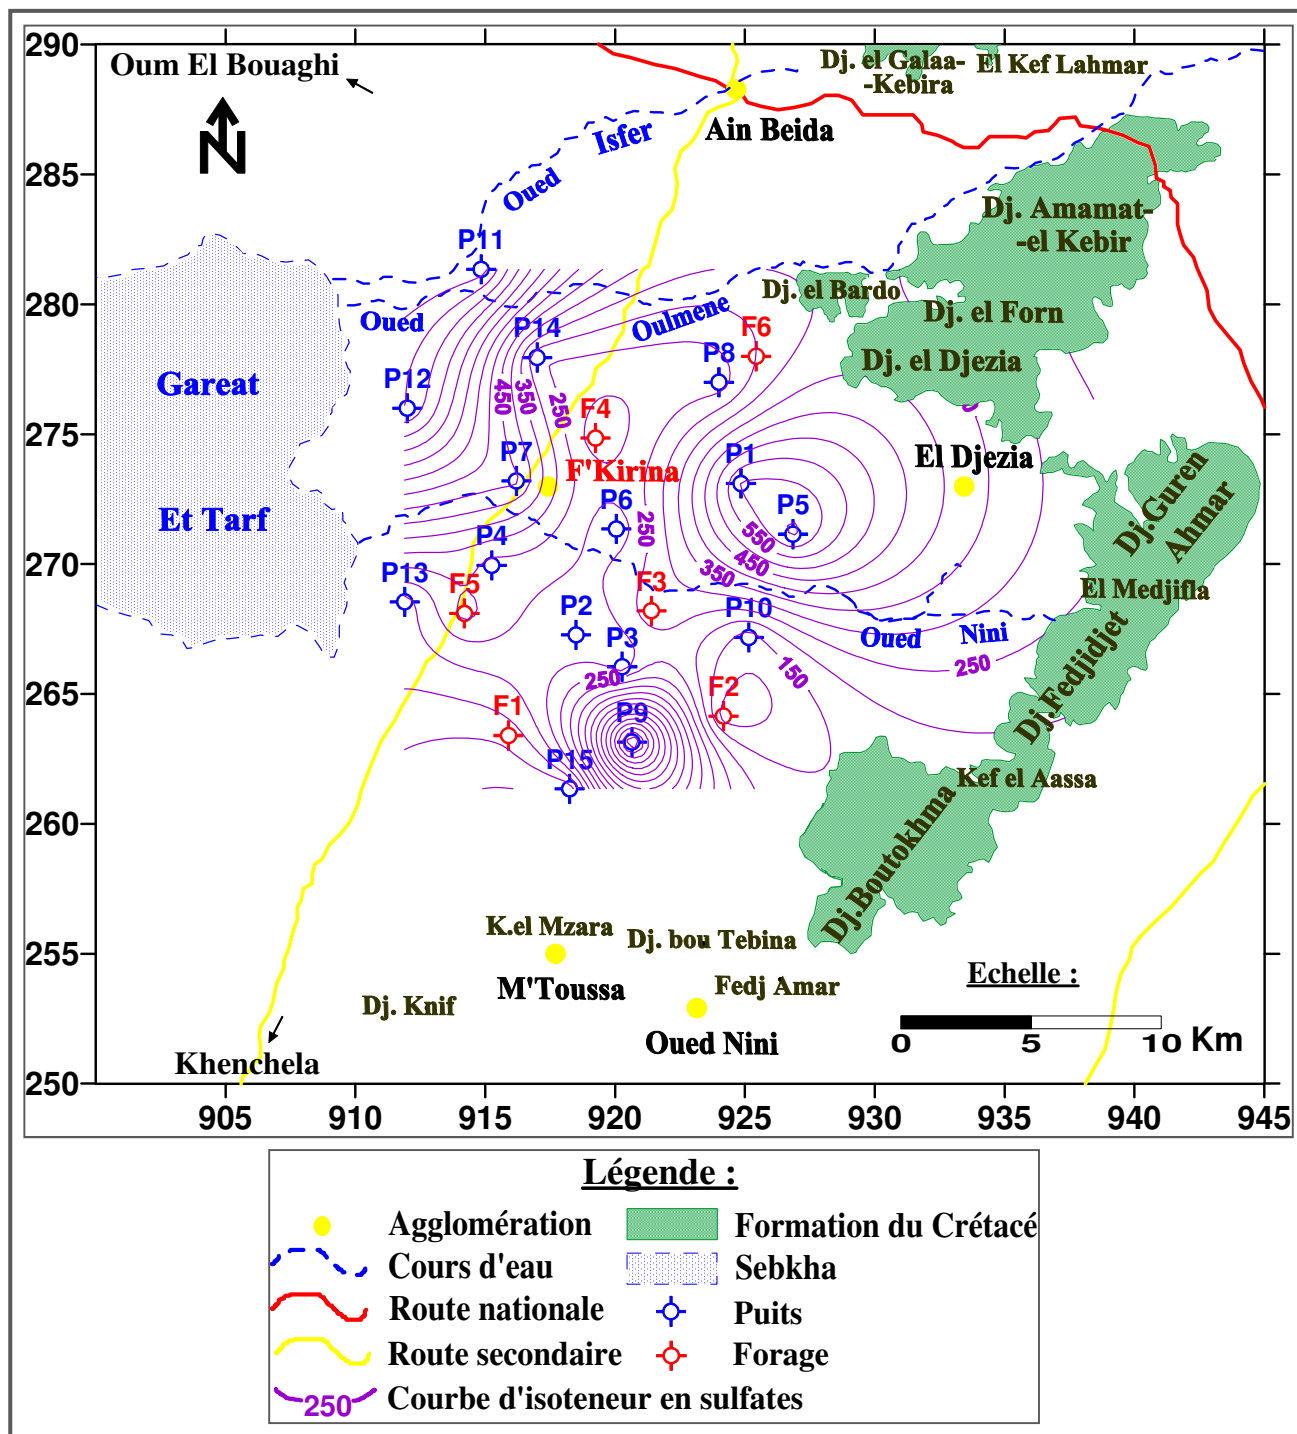 290
Oum El Bouaghi
Dj. el Galaa-
-Kebira
El Kef Lahmar
N
Ain Beida
Oued Isfer
285
Dj. Amamat-
-el Kebir
P11
280
Dj. el Bardo
Oued
Oulmene
Dj. el Forn
P14
F6
P8
Dj. el Djezia
Gareat
P12
450
350
250
F4
275
P7
F'Kirina
P1
El Djezia
Dj.Guren
Ahmar
Et Tarf
P6
P5
250
550
P4
450
270
350
P13
F5
F3
El Medjifla
P2
P10
P3
Oued Nini
250
Dj.Fedjidjet
250
150
265
F1
F2
P9
P15
Kef el Aassa
260
Dj.Boutokhma
K.el Mzara
Dj. bou Tebina
255
M'Toussa
Fedj Amar
Echelle :
Dj. Knif
Oued Nini
0 5 10 Km
Khenchela
250
905 910 915 920 925 930 935 940 945
Légende :
Agglomération
Formation du Crétacé
Cours d'eau
Sebkha
Route nationale
Puits
Route secondaire
Forage
250
Courbe d'isoteneur en sulfates